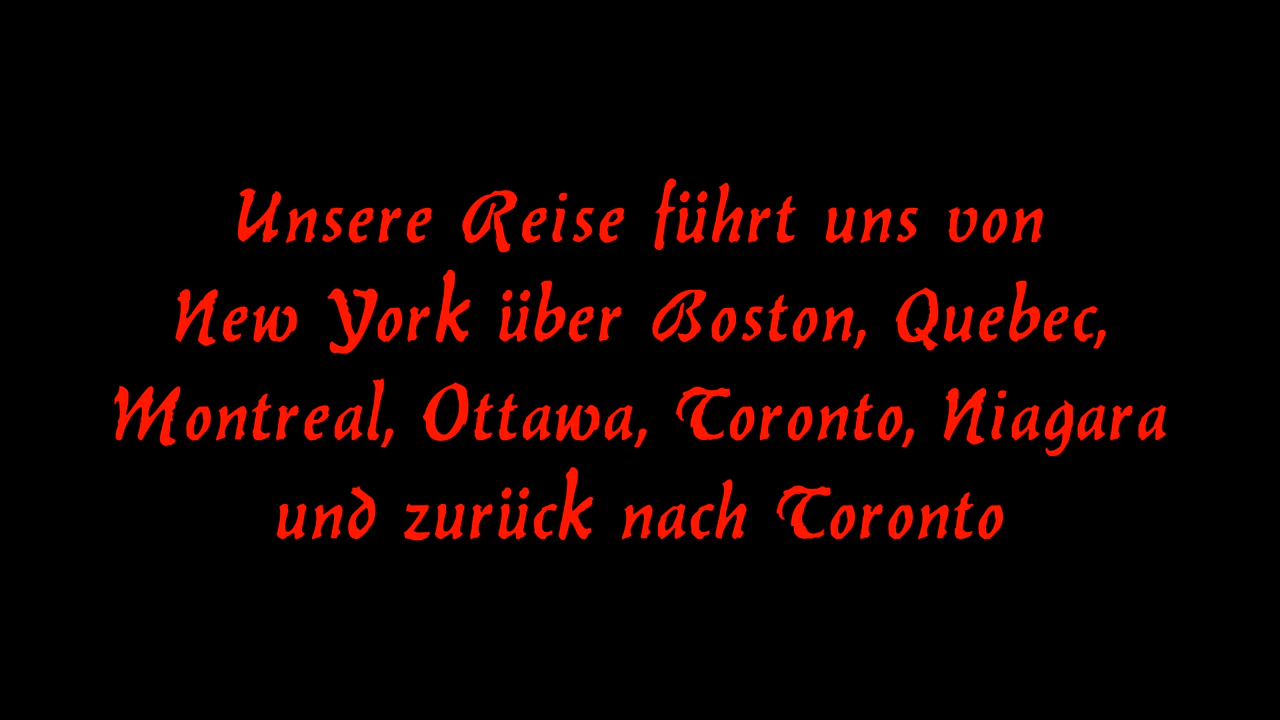 Unsere Reise führt uns von
New York über Boston, Quebec,
Montreal, Ottawa, Toronto, Niagara
und zurück nach Toronto